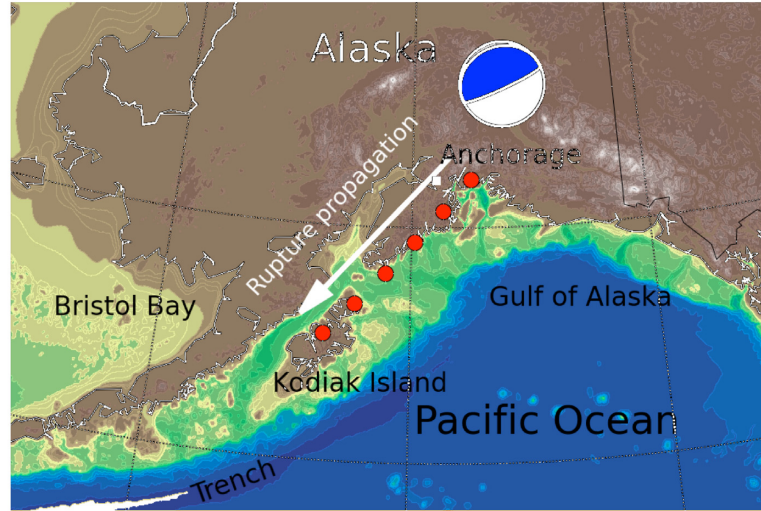 Alaska
Anchorage
Rupture propagation
Bristol Bay
Gulf of Alaska
Kodiak Island
Pacific Ocean
Trench